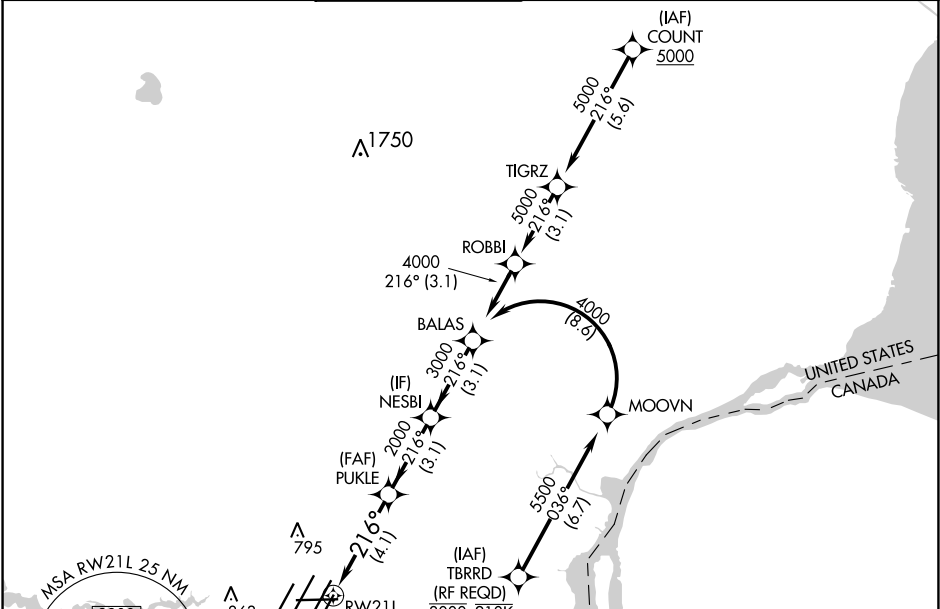 (IAF)
COUNT
5000
5000
216°
(5.6)
1750
TIGRZ
5000
216°
(3.1)
ROBBI
4000
216° (3.1)
4000
(8.6)
BALAS
3000
216°
(3.1)
UNITED STATES
CANADA
(IF)
NESBI
MOOVN
2000
216°
(3.1)
(FAF)
PUKLE
5500
036°
(6.7)
216°
(4.1)
795
(IAF)
TBRRD
(RF REQD)
MSA RW21L 25 NM
RW21L